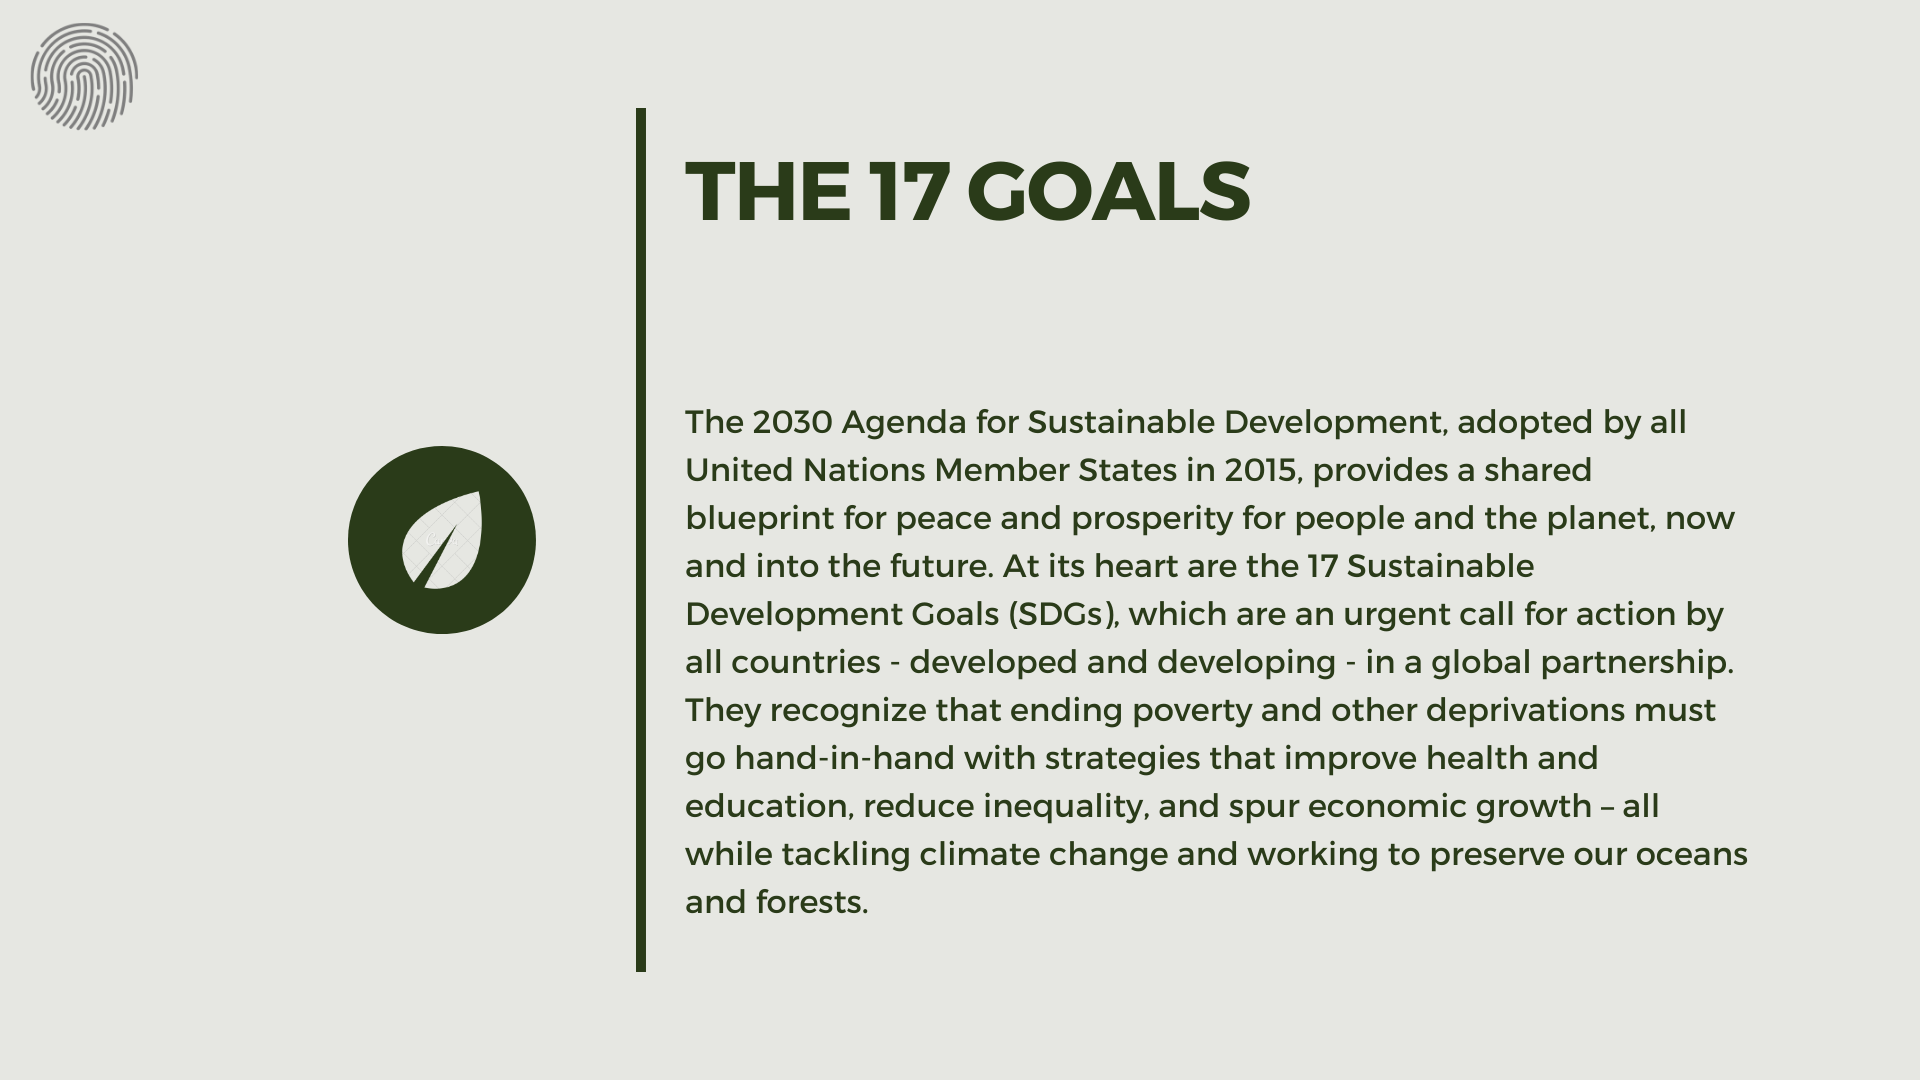 THE 17 GOALS
The 2030 Agenda for Sustainable Development, adopted by all
United Nations Member States in 2015, provides a shared
blueprint for peace and prosperity for people and the planet, now
and into the future. At its heart are the 17 Sustainable
Development Goals (SDGs), which are an urgent call for action by
all countries - developed and developing - in a global partnership.
They recognize that ending poverty and other deprivations must
go hand-in-hand with strategies that improve health and
education, reduce inequality, and spur economic growth – all
while tackling climate change and working to preserve our oceans
and forests.